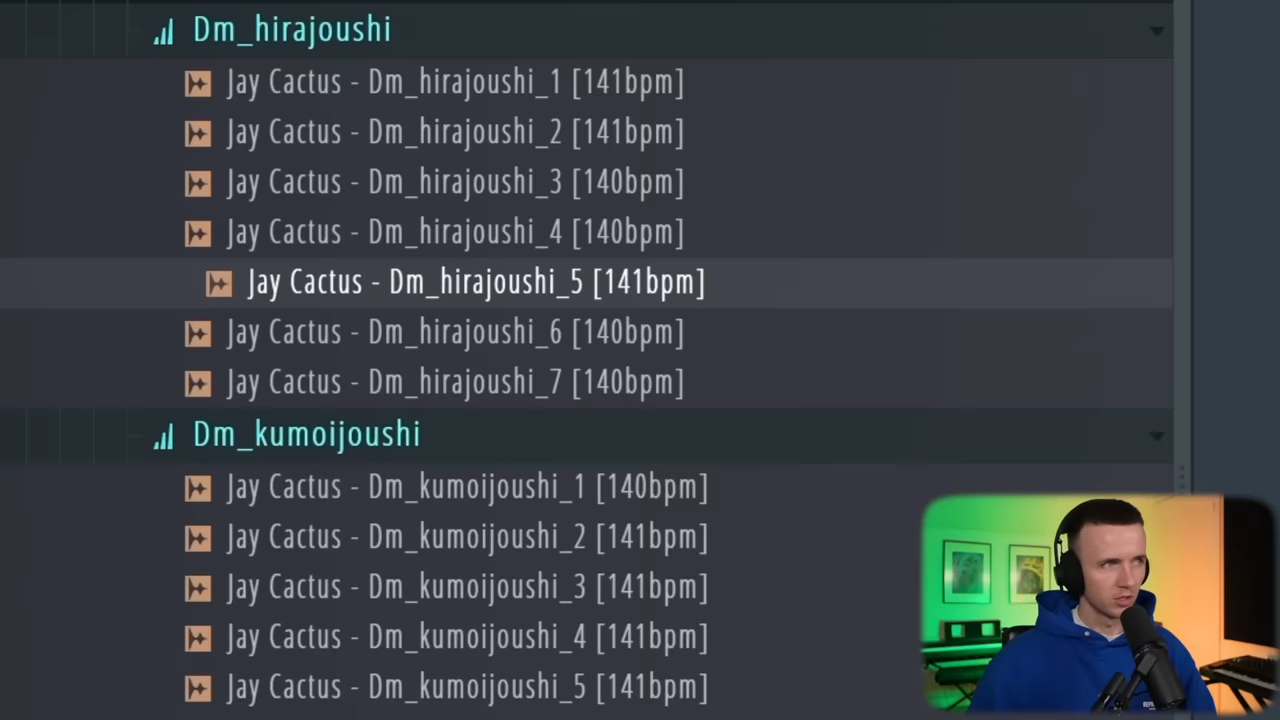 Dm_hirajoushi
Jay Cactus - Dm_hirajoushi_1 [141bpm]
Jay Cactus - Dm_hirajoushi_2 [141bpm]
Jay Cactus - Dm_hirajoushi_3 [140bpm]
Jay Cactus - Dm_hirajoushi_4 [140bpm]
Jay Cactus - Dm_hirajoushi_5 [141bpm]
Jay Cactus - Dm_hirajoushi_6 [140bpm]
Jay Cactus - Dm_hirajoushi_7 [140bpm]
Dm_kumoijoushi
Jay Cactus - Dm_kumoijoushi_1 [140bpm]
Jay Cactus - Dm_kumoijoushi_2 [141bpm]
Jay Cactus - Dm_kumoijoushi_3 [141bpm]
Jay Cactus - Dm_kumoijoushi_4 [141bpm]
Jay Cactus - Dm_kumoijoushi_5 [141bpm]